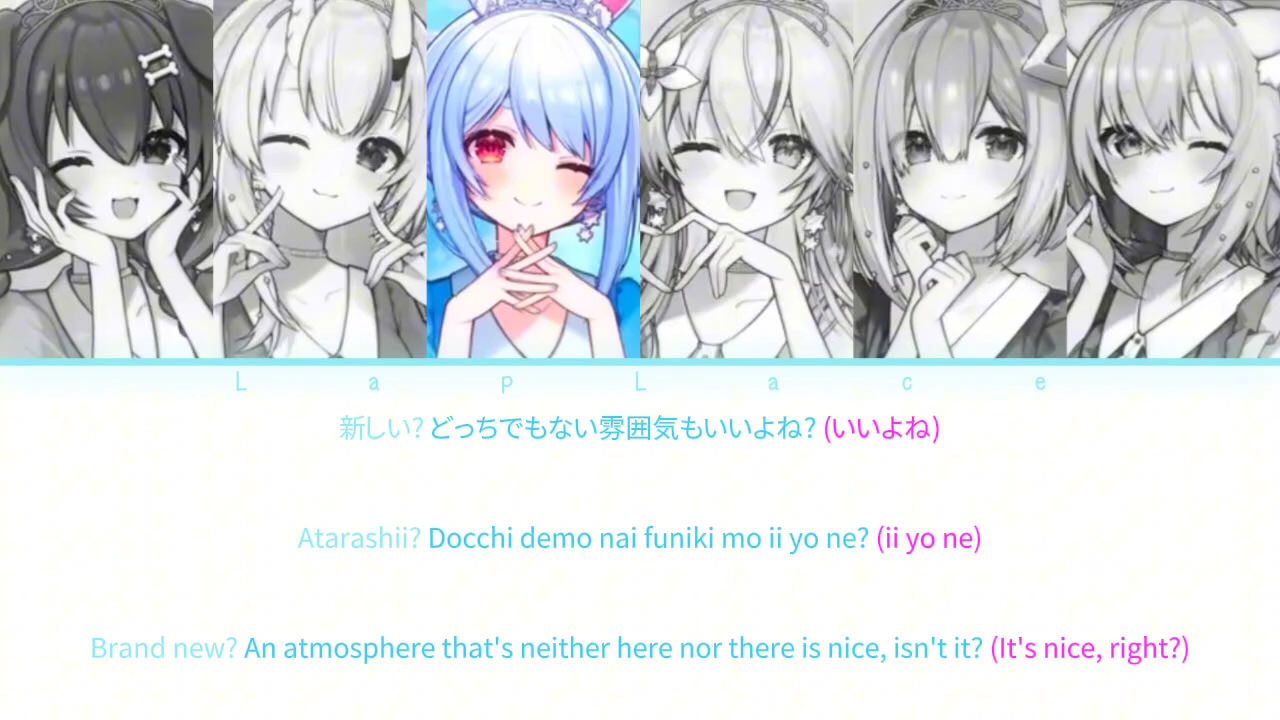 L a p L a c e
新しい? どっちでもない雰囲気もいいよね? (いいよね)
Atarashii? Docchi demo nai funiki mo ii yo ne? (ii yo ne)
Brand new? An atmosphere that's neither here nor there is nice, isn't it? (It's nice, right?)